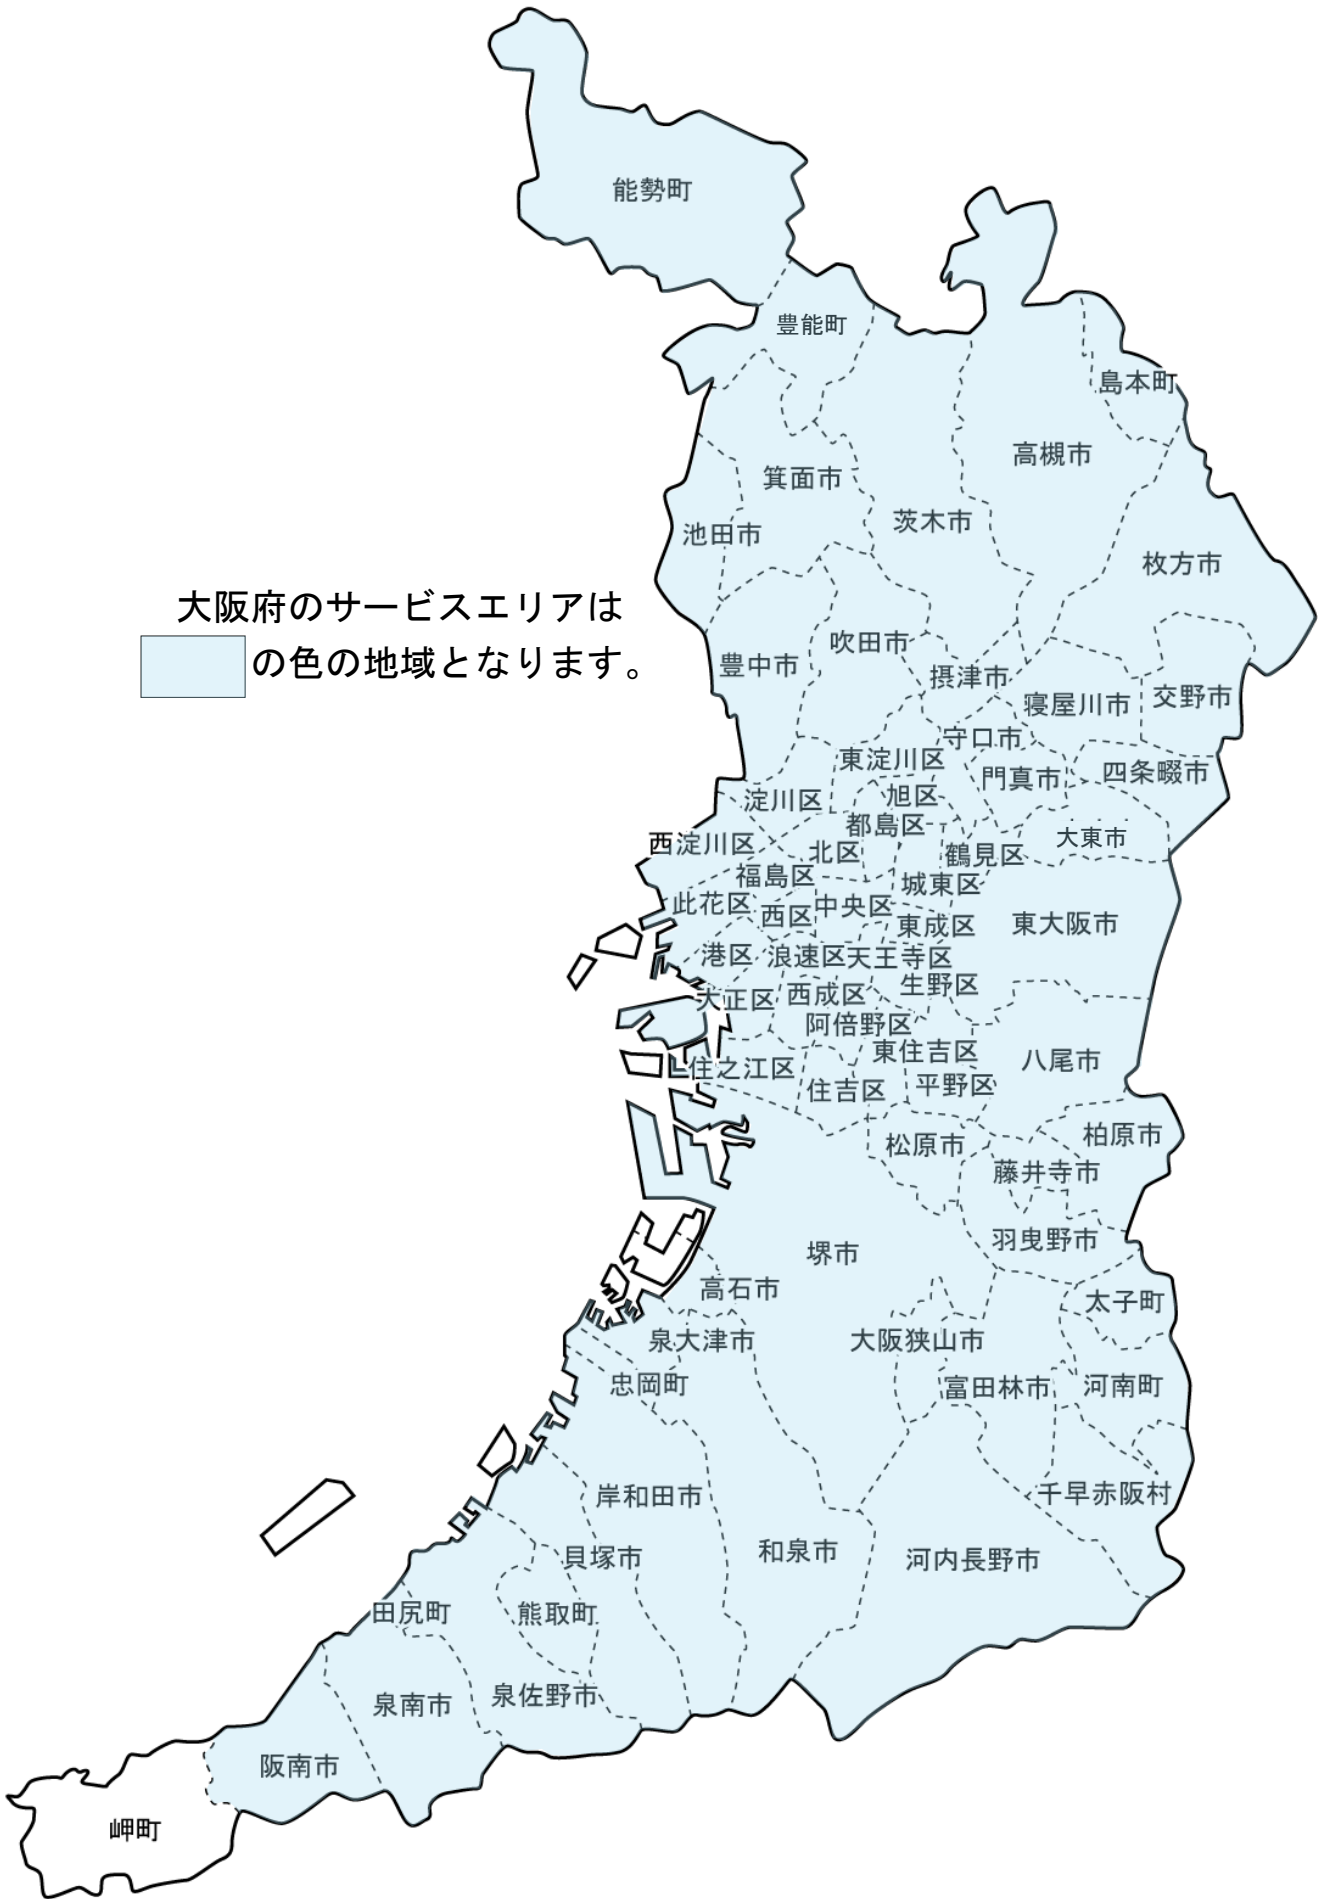 能勢町
豊能町
島本町
高槻市
箕面市
茨木市
池田市
枚方市
大阪府のサービスエリアは
の色の地域となります。
吹田市
豊中市
摂津市
寝屋川市
交野市
守口市
東淀川区
門真市
四条畷市
淀川区
旭区
都島区
大東市
西淀川区
北区
鶴見区
福島区
城東区
此花区
西区
中央区
東成区
東大阪市
港区
浪速区
天王寺区
生野区
大正区
西成区
阿倍野区
東住吉区
八尾市
住之江区
住吉区
平野区
松原市
柏原市
藤井寺市
羽曳野市
堺市
高石市
太子町
泉大津市
大阪狭山市
忠岡町
富田林市
河南町
岸和田市
千早赤阪村
和泉市
河内長野市
貝塚市
田尻町
熊取町
泉佐野市
泉南市
阪南市
岬町